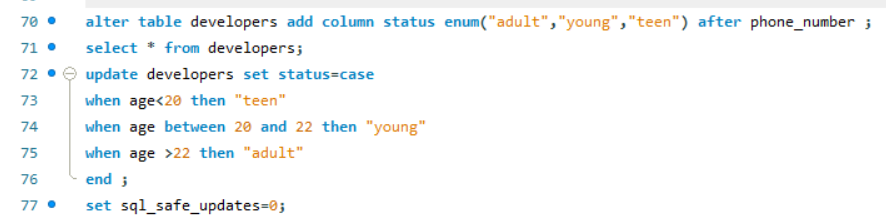 70 alter table developers add column status enum("adult","young","teen") after phone_number ;
71 select * from developers;
72 update developers set status=case
73 when age<20 then "teen"
74 when age between 20 and 22 then "young"
75 when age >22 then "adult"
76 end ;
77 set sql_safe_updates=0;